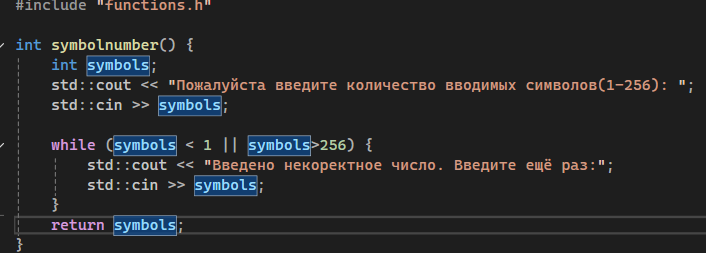 #include "functions.h"
int symbolnumber() {
int symbols;
std::cout << "Пожалуйста введите количество вводимых символов(1-256): ";
std::cin >> symbols;
while (symbols < 1 || symbols>256) {
std::cout << "Введено некоректное число. Введите ещё раз:";
std::cin >> symbols;
}
return symbols;
}